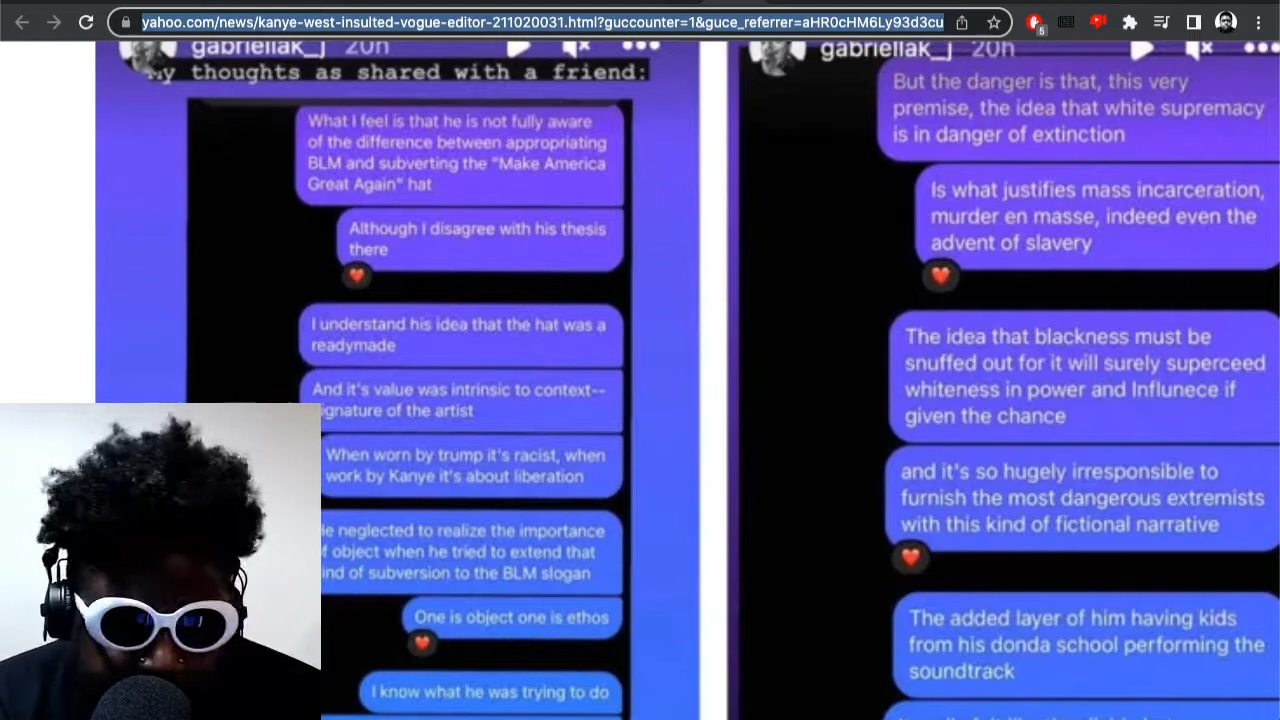 yahoo.com/news/kanye-west-insulted-vogue-editor-211020031.html?guccounter=1&guce_referrer=aHR0cHM6Ly93d3cu
5
gabriellak_j 20h
My thoughts as shared with a friend:
What I feel is that he is not fully aware
of the difference between appropriating
BLM and subverting the "Make America
Great Again" hat
Although I disagree with his thesis
there
I understand his idea that the hat was a
readymade
And it's value was intrinsic to context--
ignature of the artist
When worn by trump it's racist, when
work by Kanye it's about liberation
He neglected to realize the importance
f object when he tried to extend that
ind of subversion to the BLM slogan
One is object one is ethos
I know what he was trying to do
gabriellak_j 20h
But the danger is that, this very
premise, the idea that white supremacy
is in danger of extinction
Is what justifies mass incarceration,
murder en masse, indeed even the
advent of slavery
The idea that blackness must be
snuffed out for it will surely superceed
whiteness in power and Influnece if
given the chance
and it's so hugely irresponsible to
furnish the most dangerous extremists
with this kind of fictional narrative
The added layer of him having kids
from his donda school performing the
soundtrack